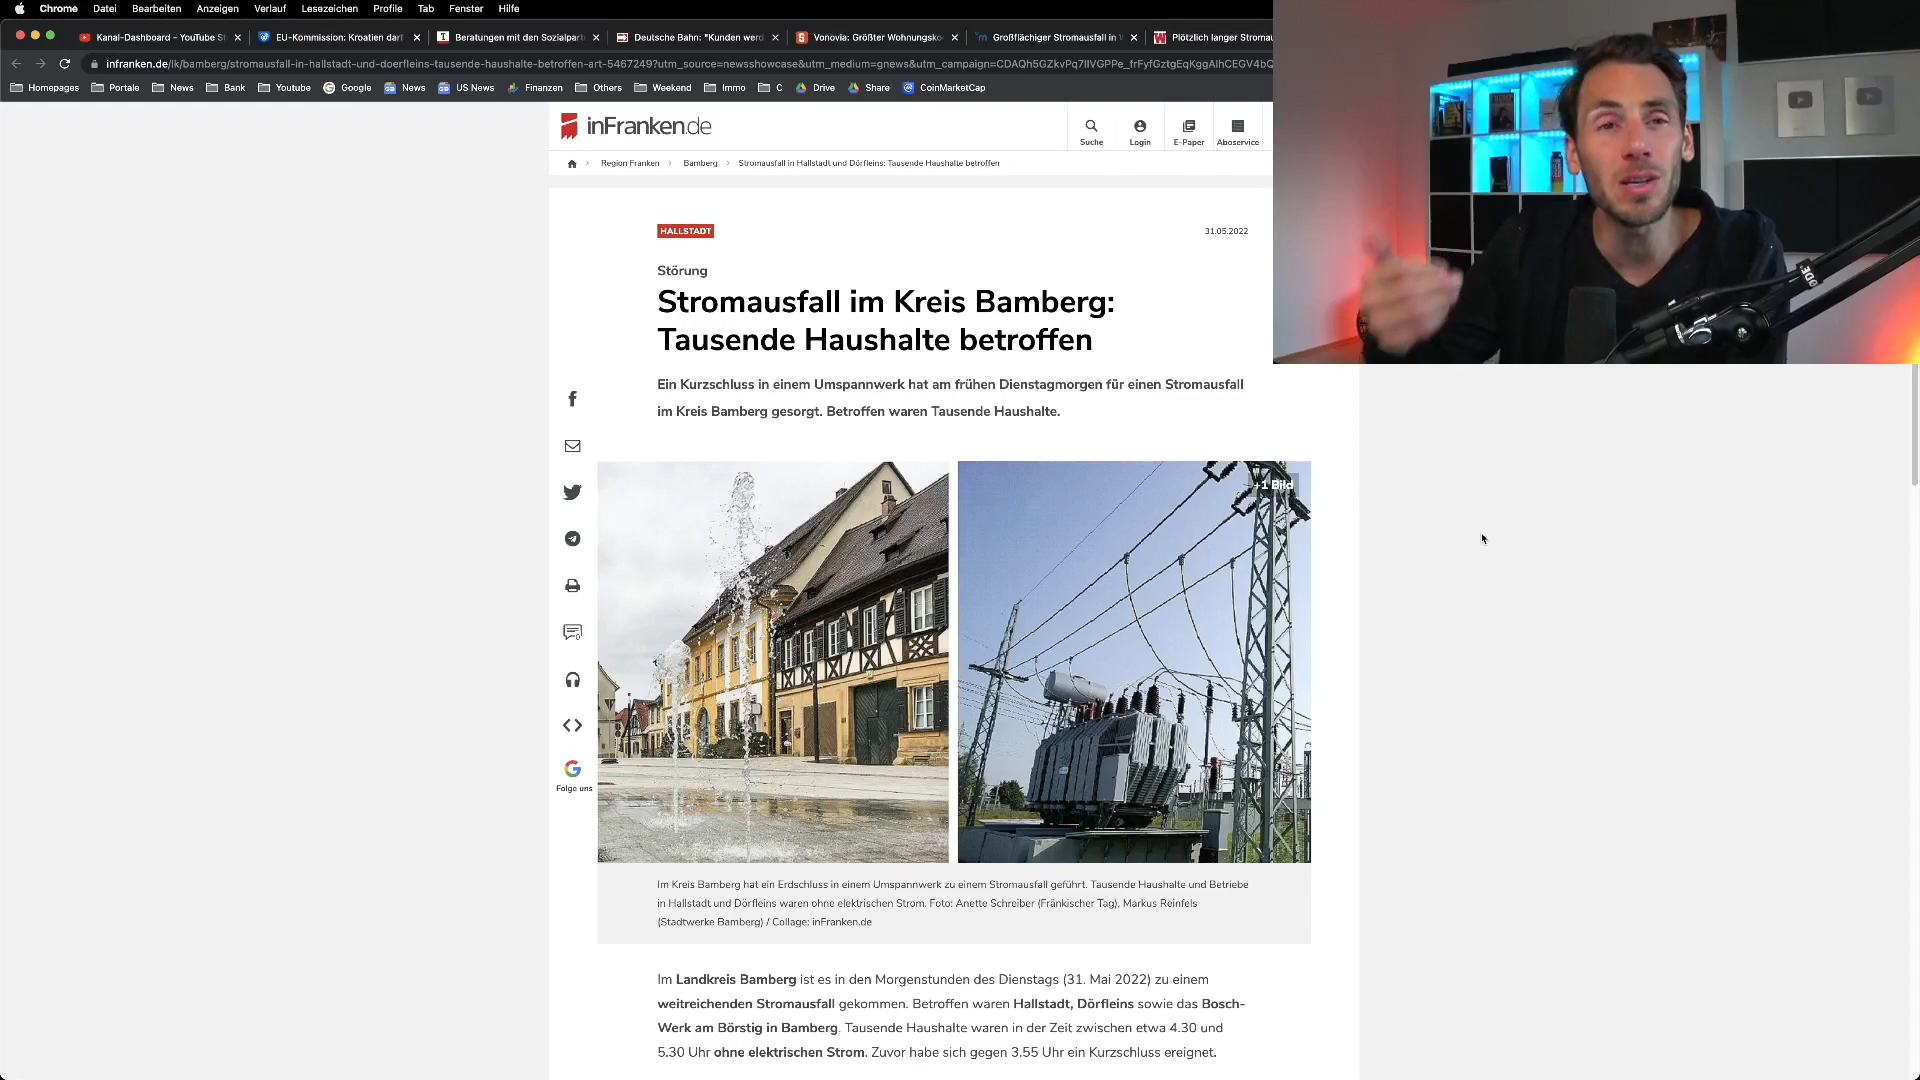 Chrome Datei Bearbeiten Anzeigen Verlauf Lesezeichen Profile Tab Fenster Hilfe
Kanal-Dashboard - YouTube St EU-Kommission: Kroatien darf Beratungen mit den Sozialpart Deutsche Bahn: "Kunden werd Vonovia: Größter Wohnungsko Großflächiger Stromausfall in Plötzlich langer Stromau
infranken.de/lk/bamberg/stromausfall-in-hallstadt-und-doerfleins-tausende-haushalte-betroffen-art-5467249?utm_source=newsshowcase&utm_medium=gnews&utm_campaign=
Homepages Portale News Bank Youtube Google News US News Finanzen Others Weekend Immo C Drive Share CoinMarketCap
inFranken.de
Suche Login E-Paper Aboservice
Region Franken Bamberg Stromausfall in Hallstadt und Dörfleins: Tausende Haushalte betroffen
HALLSTADT
31.05.2022
Störung
Stromausfall im Kreis Bamberg:
Tausende Haushalte betroffen
Ein Kurzschluss in einem Umspannwerk hat am frühen Dienstagmorgen für einen Stromausfall
im Kreis Bamberg gesorgt. Betroffen waren Tausende Haushalte.
+1 Bild
Folge uns
Im Kreis Bamberg hat ein Erdschluss in einem Umspannwerk zu einem Stromausfall geführt. Tausende Haushalte und Betriebe
in Hallstadt und Dörfleins waren ohne elektrischen Strom. Foto: Anette Schreiber (Fränkischer Tag), Markus Reinfels
(Stadtwerke Bamberg) / Collage: inFranken.de
Im Landkreis Bamberg ist es in den Morgenstunden des Dienstags (31. Mai 2022) zu einem
weitreichenden Stromausfall gekommen. Betroffen waren Hallstadt, Dörfleins sowie das Bosch-
Werk am Börstig in Bamberg. Tausende Haushalte waren in der Zeit zwischen etwa 4.30 und
5.30 Uhr ohne elektrischen Strom. Zuvor habe sich gegen 3.55 Uhr ein Kurzschluss ereignet.